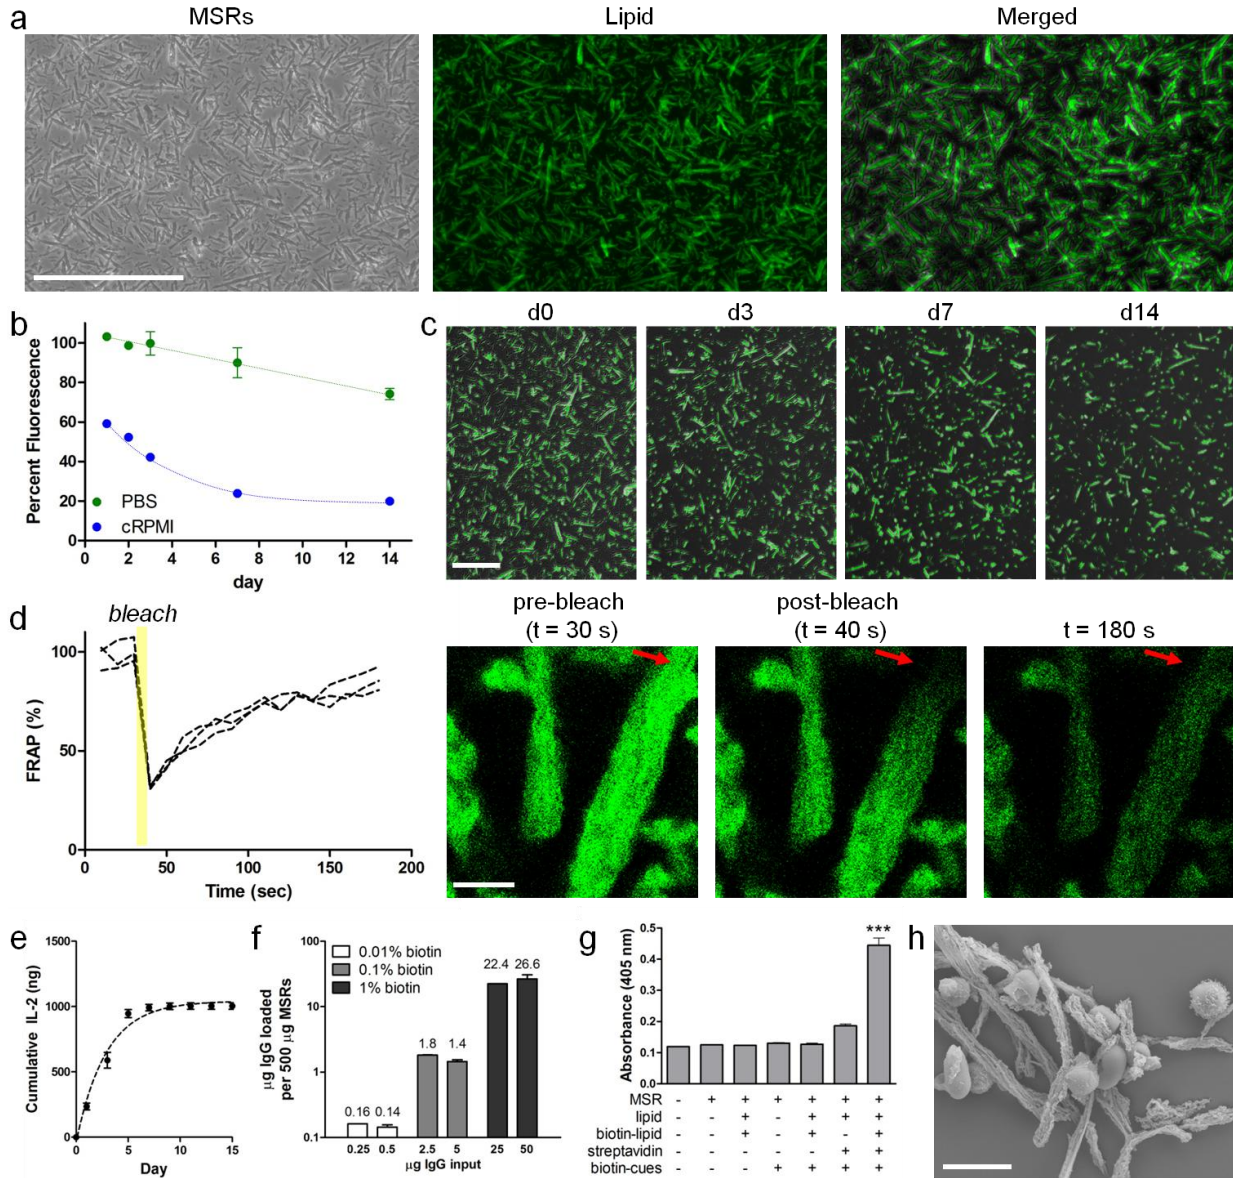 a
MSRs
Lipid
Merged
b
Percent Fluorescence
100
80
60
40
20
0
PBS
cRPMI
0 2 4 6 8 10 12 14
day
c
d0
d3
d7
d14
d
bleach
FRAP (%)
100
50
0
0 50 100 150 200
Time (sec)
pre-bleach
(t = 30 s)
post-bleach
(t = 40 s)
t = 180 s
e
Cumulative IL-2 (ng)
1500
1000
500
0
0 5 10 15
Day
f
µg IgG loaded
per 500 µg MSRs
100
10
1
0.1
0.01% biotin
0.1% biotin
1% biotin
0.16 0.14 1.8 1.4 22.4 26.6
0.25 0.5 2.5 5 25 50
µg IgG input
g
Absorbance (405 nm)
0.5
0.4
0.3
0.2
0.1
0.0
***
MSR - + + + + + +
lipid - - + - + + +
biotin-lipid - - + - + - +
streptavidin - - - - - + +
biotin-cues - - - + + + +
h